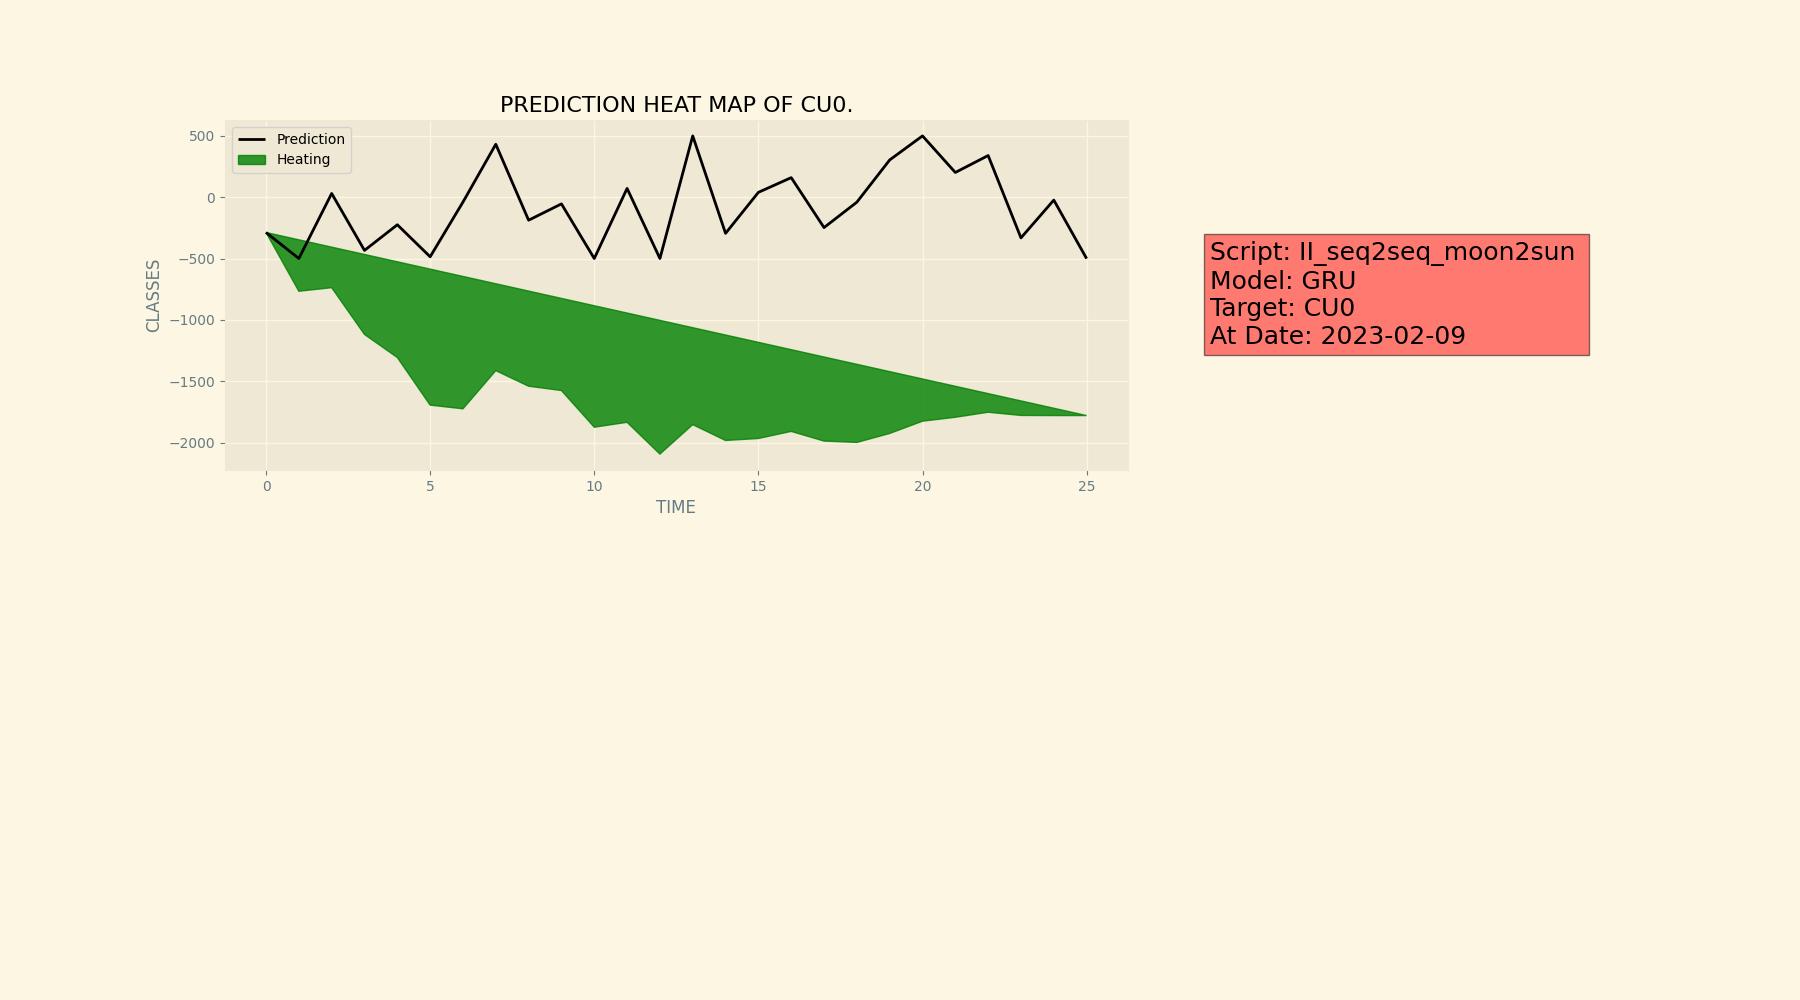 PREDICTION HEAT MAP OF CU0.
Prediction
Heating
500
0
−500
−1000
−1500
−2000
CLASSES
0 5 10 15 20 25
TIME
Script: II_seq2seq_moon2sun
Model: GRU
Target: CU0
At Date: 2023-02-09